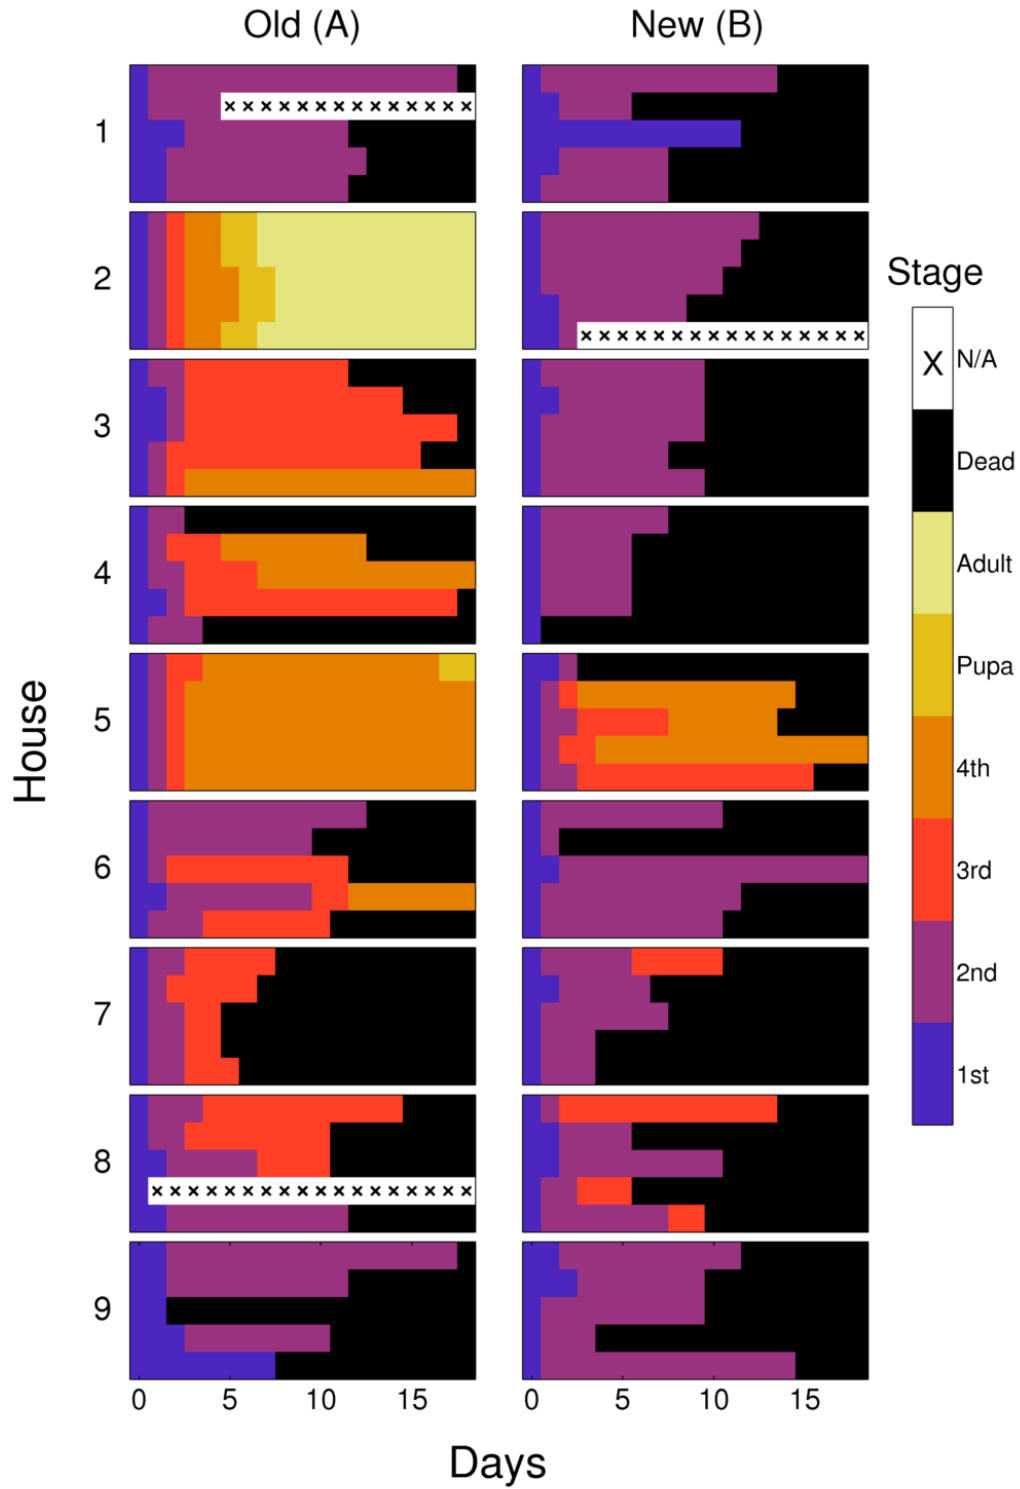 Old (A) New (B)
1
2
3
4
5
6
7
8
9
House
0 5 10 15 0 5 10 15
Days
Stage
X N/A
Dead
Adult
Pupa
4th
3rd
2nd
1st